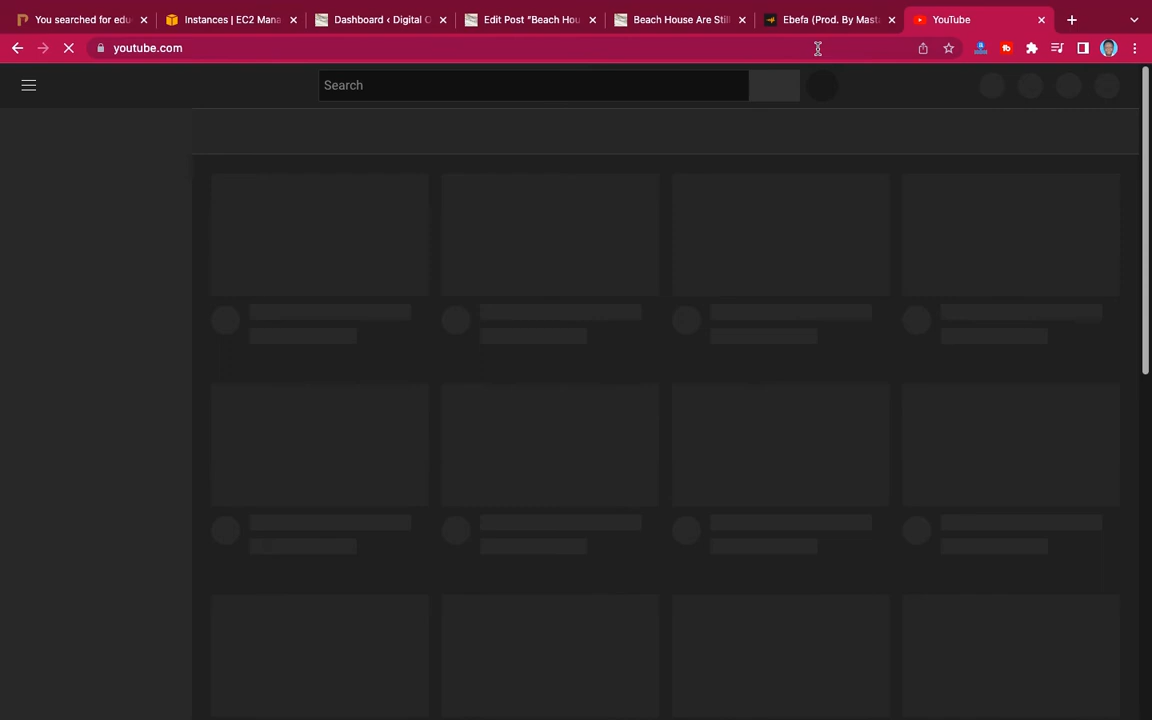 You searched for edu
Instances | EC2 Mana
Dashboard ‹ Digital O
Edit Post "Beach Hou
Beach House Are Still
Ebefa (Prod. By Mast
YouTube
youtube.com
Search